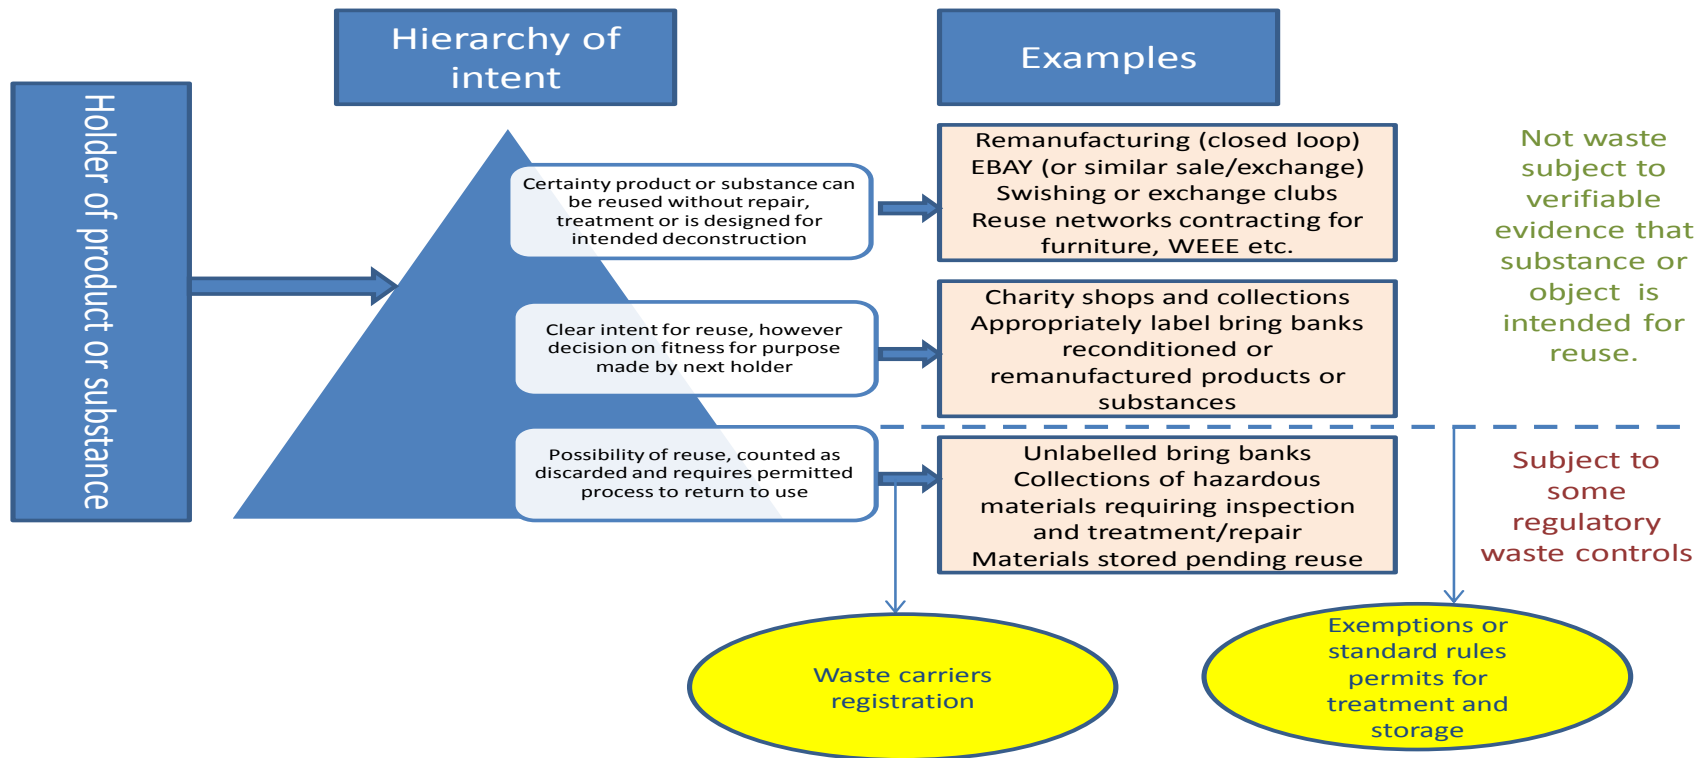 Holder of product or substance
Hierarchy of
intent
Examples
Certainty product or substance can
be reused without repair,
treatment or is designed for
intended deconstruction
Remanufacturing (closed loop)
EBAY (or similar sale/exchange)
Swishing or exchange clubs
Reuse networks contracting for
furniture, WEEE etc.
Not waste
subject to
verifiable
evidence that
substance or
object  is
intended for
reuse.
Clear intent for reuse, however
decision on fitness for purpose
made by next holder
Charity shops and collections
Appropriately label bring banks
reconditioned or
remanufactured products or
substances
Possibility of reuse, counted as
discarded and requires permitted
process to return to use
Unlabelled bring banks
Collections of hazardous
materials requiring inspection
and treatment/repair
Materials stored pending reuse
Subject to
some
regulatory
waste controls
Waste carriers
registration
Exemptions or
standard rules
permits for
treatment and
storage